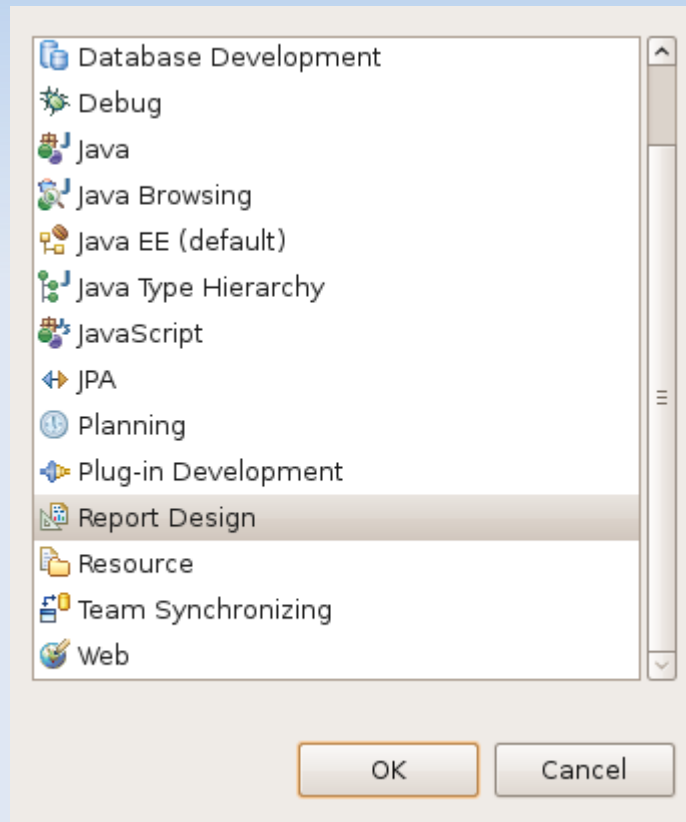 Database Development
Debug
Java
Java Browsing
Java EE (default)
Java Type Hierarchy
JavaScript
JPA
Planning
Plug-in Development
Report Design
Resource
Team Synchronizing
Web
OK Cancel